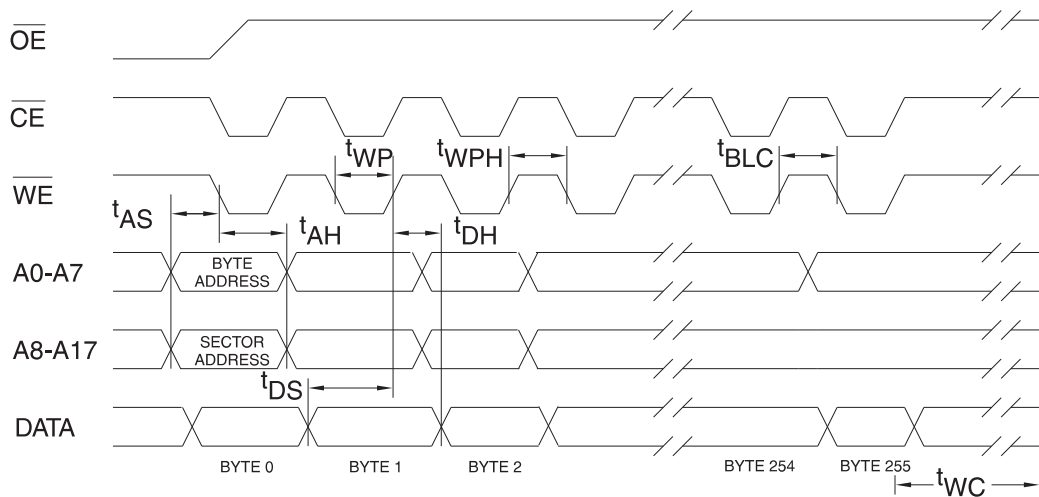 OE
CE
tWP
tWPH
tBLC
WE
tAS
tAH
tDH
A0-A7
BYTE
ADDRESS
A8-A17
SECTOR
ADDRESS
tDS
DATA
BYTE 0
BYTE 1
BYTE 2
BYTE 254
BYTE 255
tWC